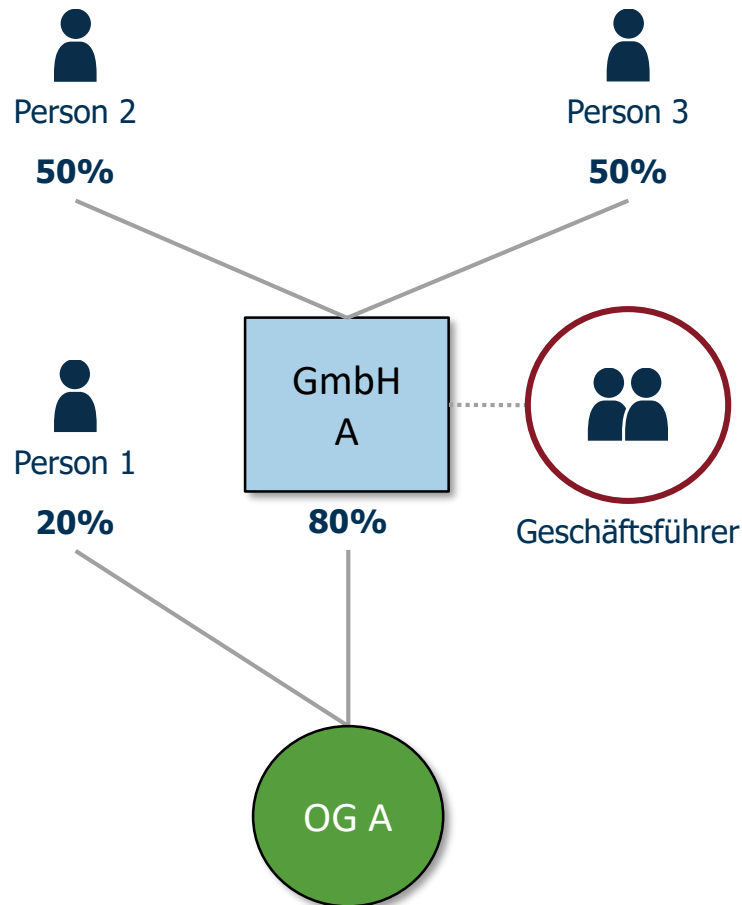 Person 2
Person 3
50%
50%
GmbH
A
Person 1
20%
80%
Geschäftsführer
OG A